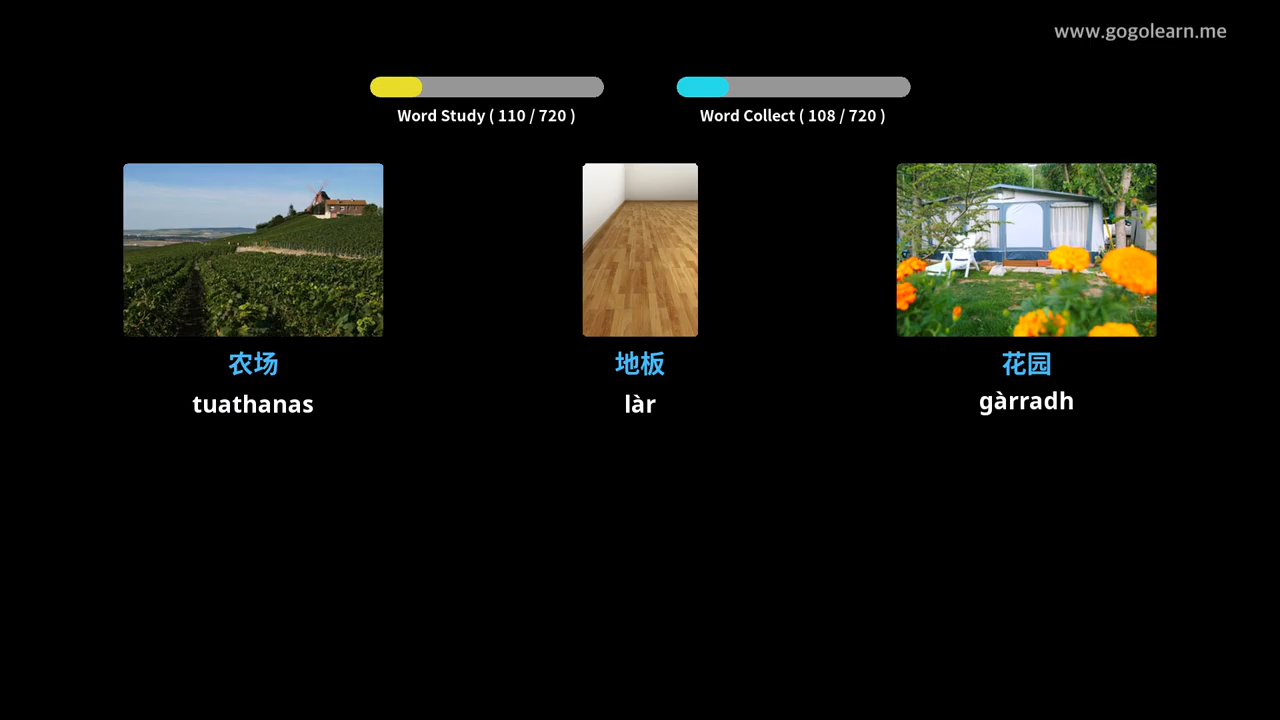 www.gogolearn.me
Word Study ( 110 / 720 )
Word Collect ( 108 / 720 )
农场
地板
花园
tuathanas
làr
gàrradh